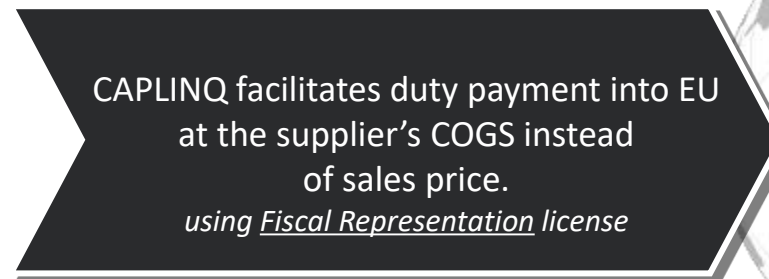 CAPLINQ facilitates duty payment into EU
at the supplier’s COGS instead
of sales price.
using Fiscal Representation license